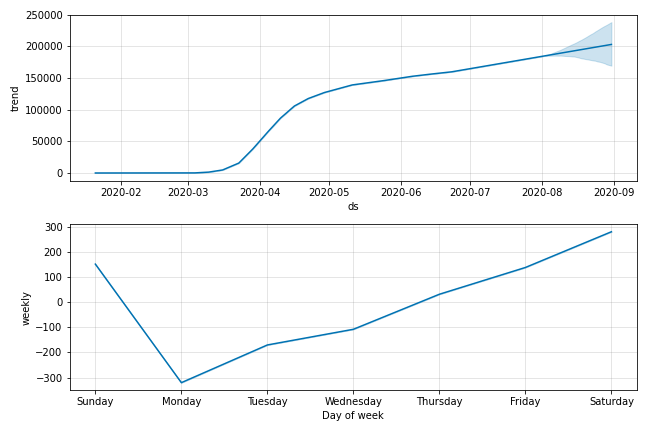 250000
200000
150000
100000
50000
0
trend
2020-02 2020-03 2020-04 2020-05 2020-06 2020-07 2020-08 2020-09
ds
300
200
100
0
−100
−200
−300
weekly
Sunday Monday Tuesday Wednesday Thursday Friday Saturday
Day of week